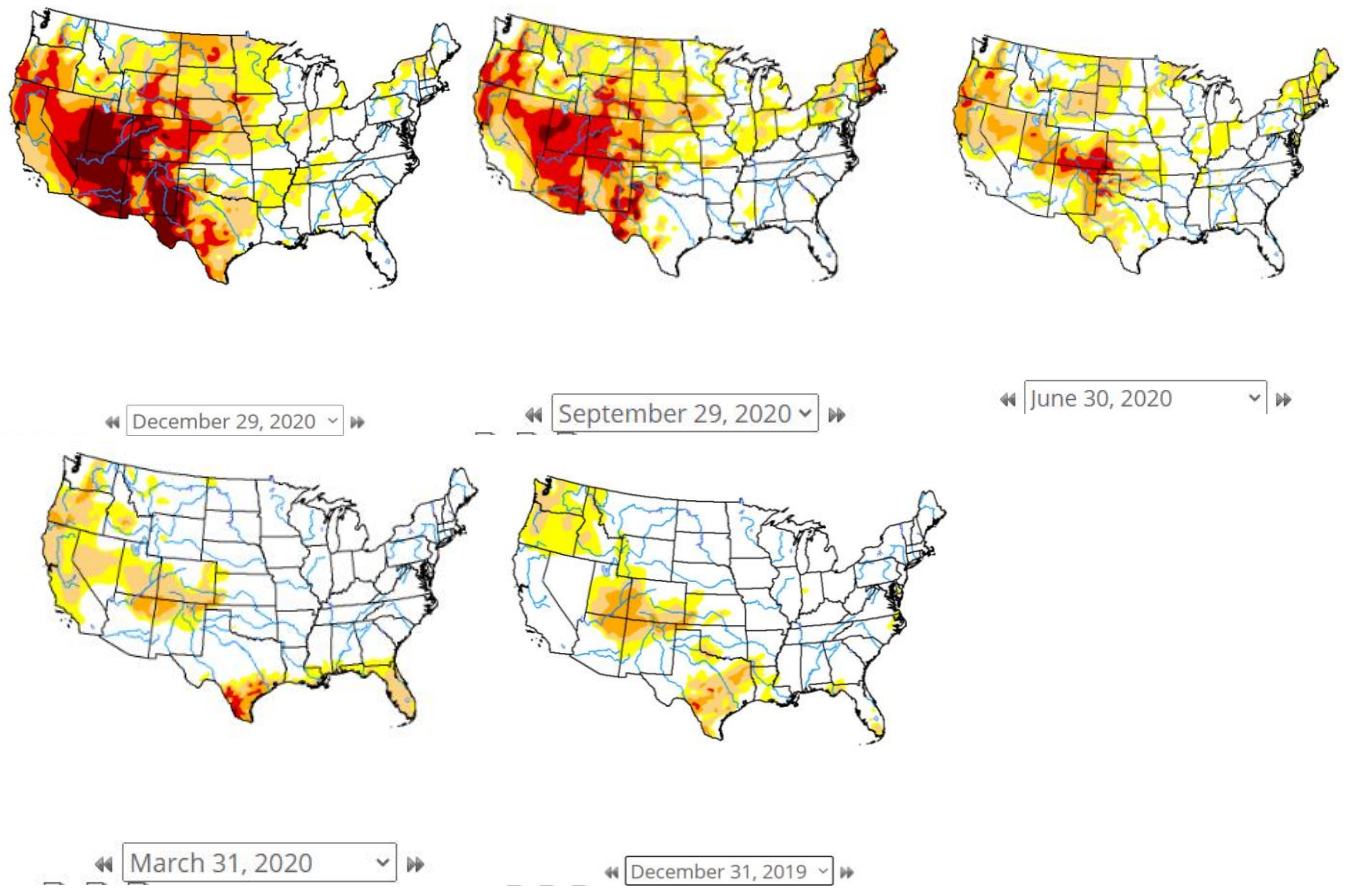 December 29, 2020
September 29, 2020
June 30, 2020
March 31, 2020
December 31, 2019